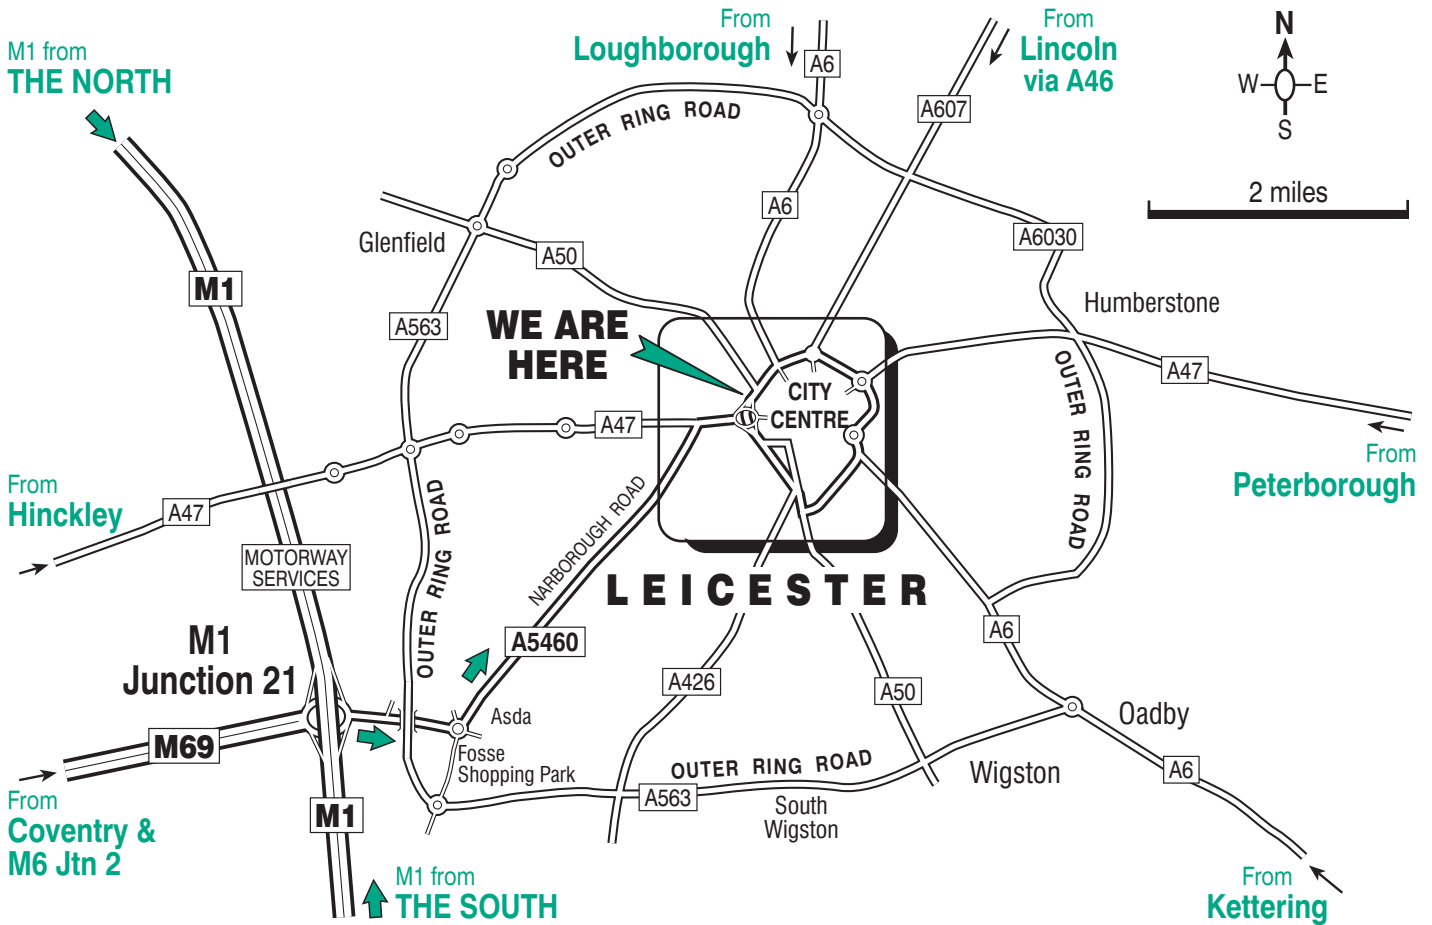 From
Loughborough
From
Lincoln
via A46
N
W
E
S
2 miles
M1 from
THE NORTH
A6
A607
OUTER RING ROAD
A6
A6030
Glenfield
A50
M1
A563
Humberstone
WE ARE
HERE
A47
OUTER RING ROAD
CITY
CENTRE
A47
From
Peterborough
From
Hinckley
A47
OUTER RING ROAD
NARBOROUGH ROAD
MOTORWAY
SERVICES
LEICESTER
M1
Junction 21
A5460
A6
A426
A50
Asda
Oadby
M69
Fosse
Shopping Park
OUTER RING ROAD
Wigston
A6
A563
South
Wigston
M1
From
Coventry &
M6 Jtn 2
M1 from
THE SOUTH
From
Kettering